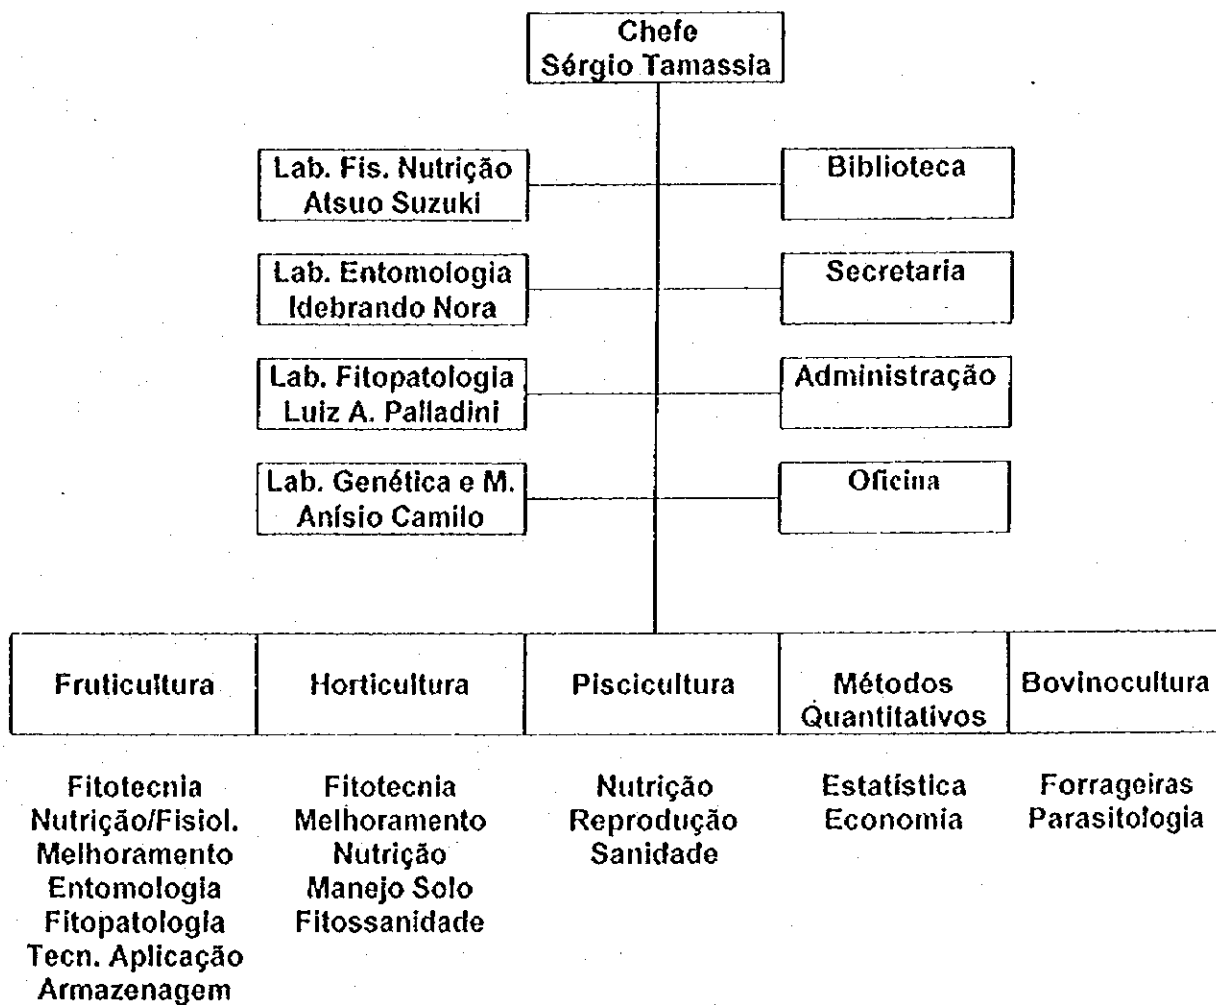 Chefe
Sérgio Tamassia
Lab. Fis. Nutrição
Atsuo Suzuki
Biblioteca
Lab. Entomologia
Idebrando Nora
Secretaria
Lab. Fitopatologia
Luiz A. Palladini
Administração
Lab. Genética e M.
Anísio Camilo
Oficina
Fruticultura
Horticultura
Piscicultura
Métodos
Quantitativos
Bovinocultura
Fitotecnia
Nutrição/Fisiol.
Melhoramento
Entomologia
Fitopatologia
Tecn. Aplicação
Armazenagem
Fitotecnia
Melhoramento
Nutrição
Manejo Solo
Fitossanidade
Nutrição
Reprodução
Sanidade
Estatística
Economia
Forrageiras
Parasitologia